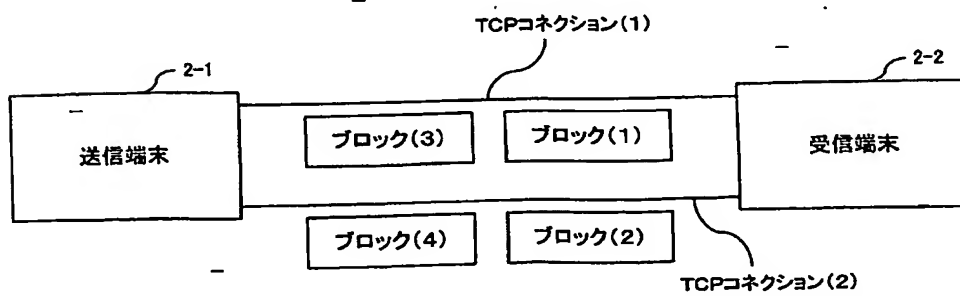 TCPコネクション(1)
2-1
2-2
送信端末
ブロック(3)
ブロック(1)
受信端末
ブロック(4)
ブロック(2)
TCPコネクション(2)